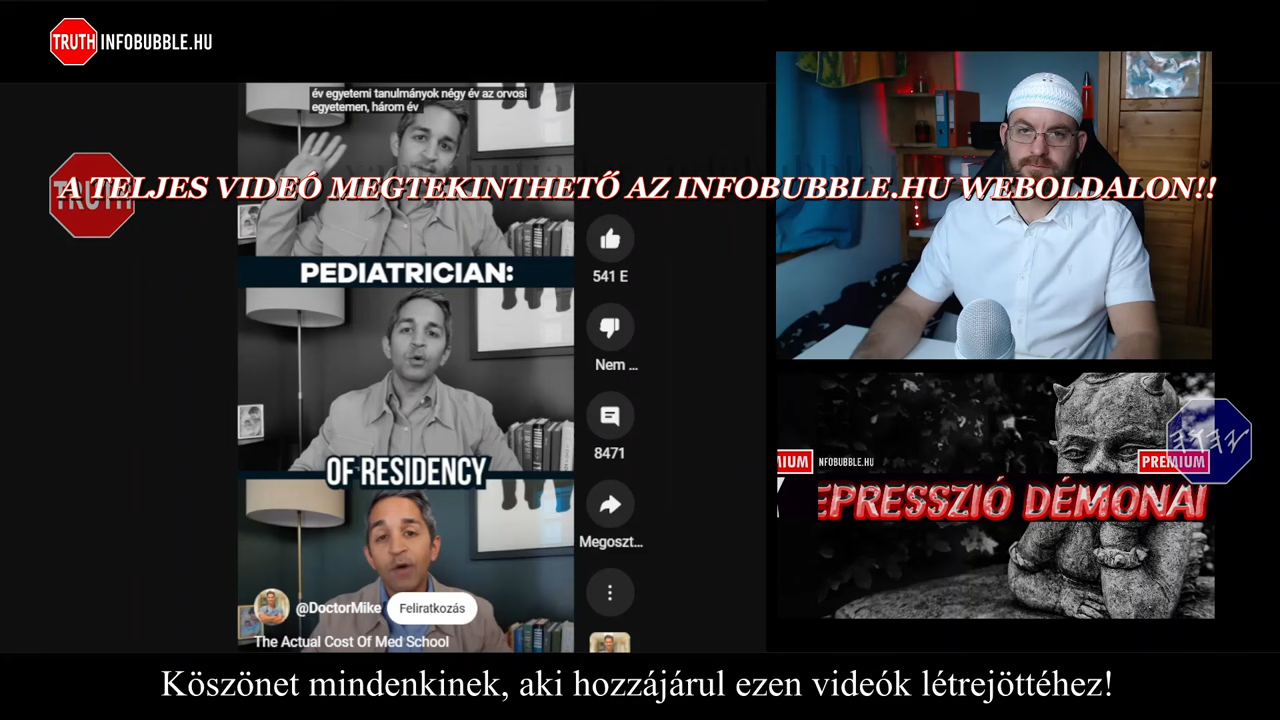 TRUTH INFOBUBBLE.HU
év egyetemi tanulmányok négy év az orvosi
egyetemen, három év
TRUTH
A TELJES VIDEÓ MEGTEKINTHETŐ AZ INFOBUBBLE.HU WEBOLDALON!!
PEDIATRICIAN:
541 E
Nem ...
8471
OF RESIDENCY
Megoszt...
@DoctorMike Feliratkozás
The Actual Cost Of Med School
MIUM NFOBUBBLE.HU PREMIUM
EPRESSZIÓ DÉMONAI
Köszönet mindenkinek, aki hozzájárul ezen videók létrejöttéhez!